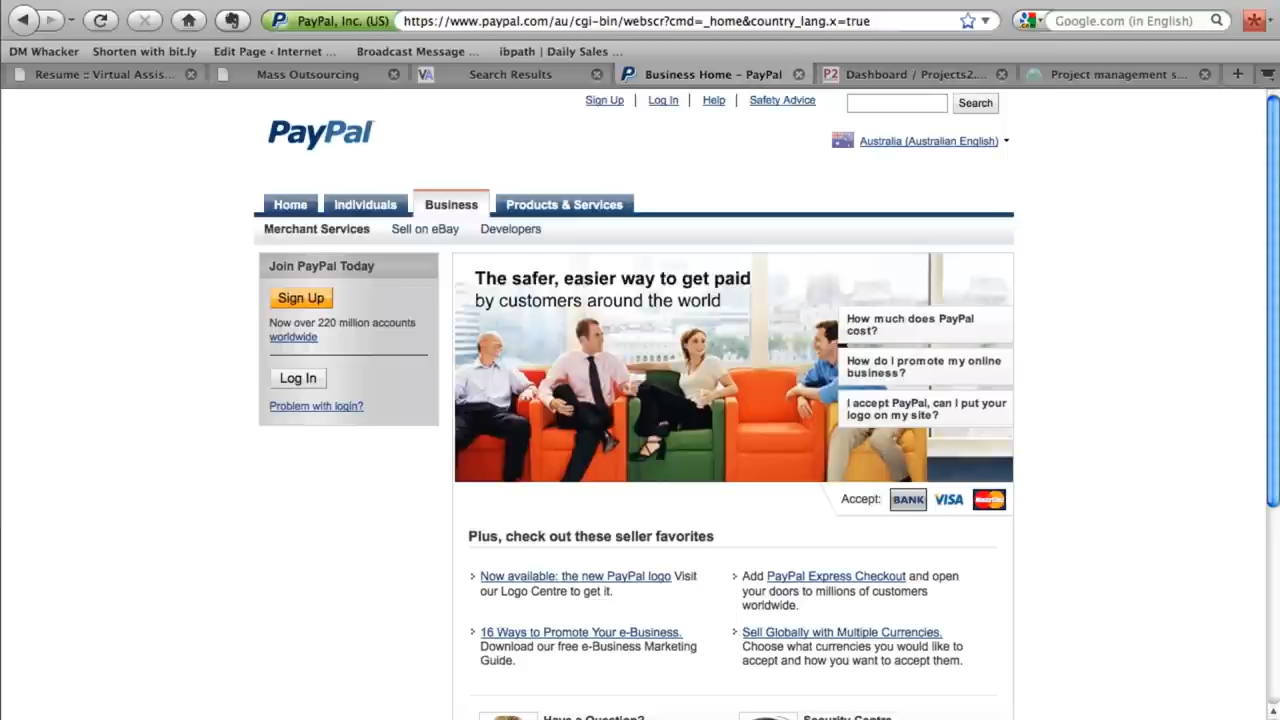 PayPal, Inc. (US)
https://www.paypal.com/au/cgi-bin/webscr?cmd=_home&country_lang.x=true
Google.com (in English)
DM Whacker
Shorten with bit.ly
Edit Page ‹ Internet ...
Broadcast Message ...
ibpath | Daily Sales ...
Resume :: Virtual Assis...
Mass Outsourcing
VA Search Results
Business Home – PayPal
P2 Dashboard / Projects2....
Project management s...
Sign Up | Log In | Help | Safety Advice
Search
PayPal
Australia (Australian English)
Home
Individuals
Business
Products & Services
Merchant Services
Sell on eBay
Developers
Join PayPal Today
Sign Up
Now over 220 million accounts
worldwide
Log In
Problem with login?
The safer, easier way to get paid
by customers around the world
How much does PayPal
cost?
How do I promote my online
business?
I accept PayPal, can I put your
logo on my site?
Accept: BANK VISA MasterCard
Plus, check out these seller favorites
Now available: the new PayPal logo Visit
our Logo Centre to get it.
Add PayPal Express Checkout and open
your doors to millions of customers
worldwide.
16 Ways to Promote Your e-Business.
Download our free e-Business Marketing
Guide.
Sell Globally with Multiple Currencies.
Choose what currencies you would like to
accept and how you want to accept them.
Have a Question?
Security Centre